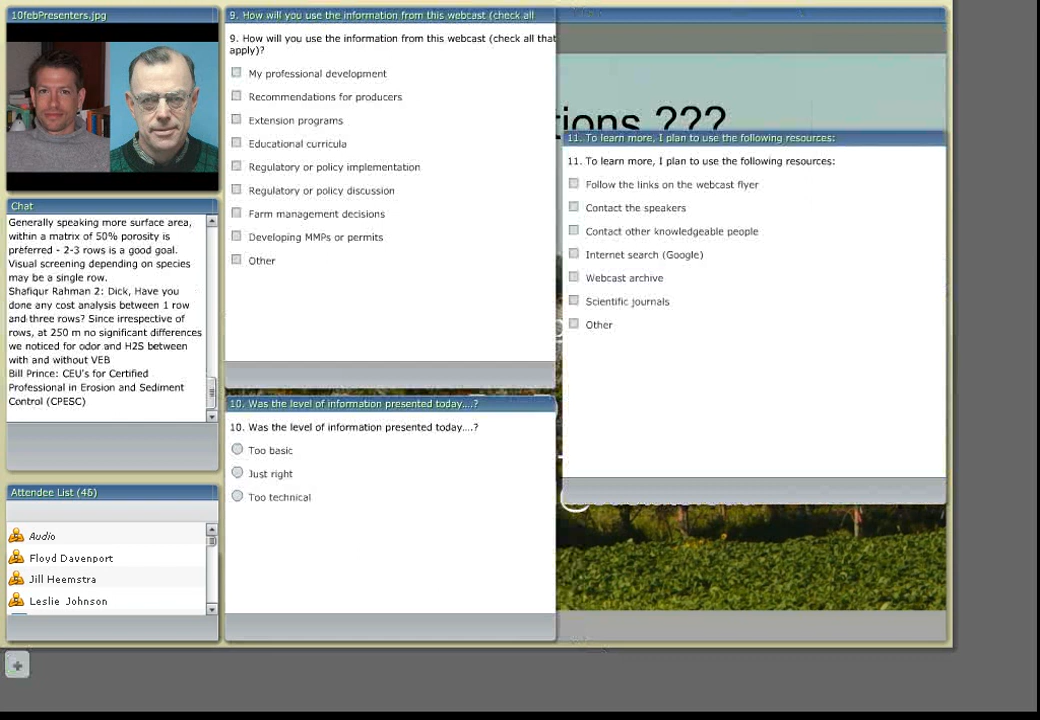 10febPresenters.jpg
Chat
Generally speaking more surface area,
within a matrix of 50% porosity is
preferred - 2-3 rows is a good goal.
Visual screening depending on species
may be a single row.
Shafiqur Rahman 2: Dick, Have you
done any cost analysis between 1 row
and three rows? Since irrespective of
rows, at 250 m no significant differences
we noticed for odor and H2S between
with and without VEB
Bill Prince: CEU's for Certified
Professional in Erosion and Sediment
Control (CPESC)
Attendee List (46)
Audio
Floyd Davenport
Jill Heemstra
Leslie Johnson
9. How will you use the information from this webcast (check all
9. How will you use the information from this webcast (check all that
apply)?
My professional development
Recommendations for producers
Extension programs
Educational curricula
Regulatory or policy implementation
Regulatory or policy discussion
Farm management decisions
Developing MMPs or permits
Other
10. Was the level of information presented today....?
10. Was the level of information presented today....?
Too basic
Just right
Too technical
tions ???
11. To learn more, I plan to use the following resources:
11. To learn more, I plan to use the following resources:
Follow the links on the webcast flyer
Contact the speakers
Contact other knowledgeable people
Internet search (Google)
Webcast archive
Scientific journals
Other